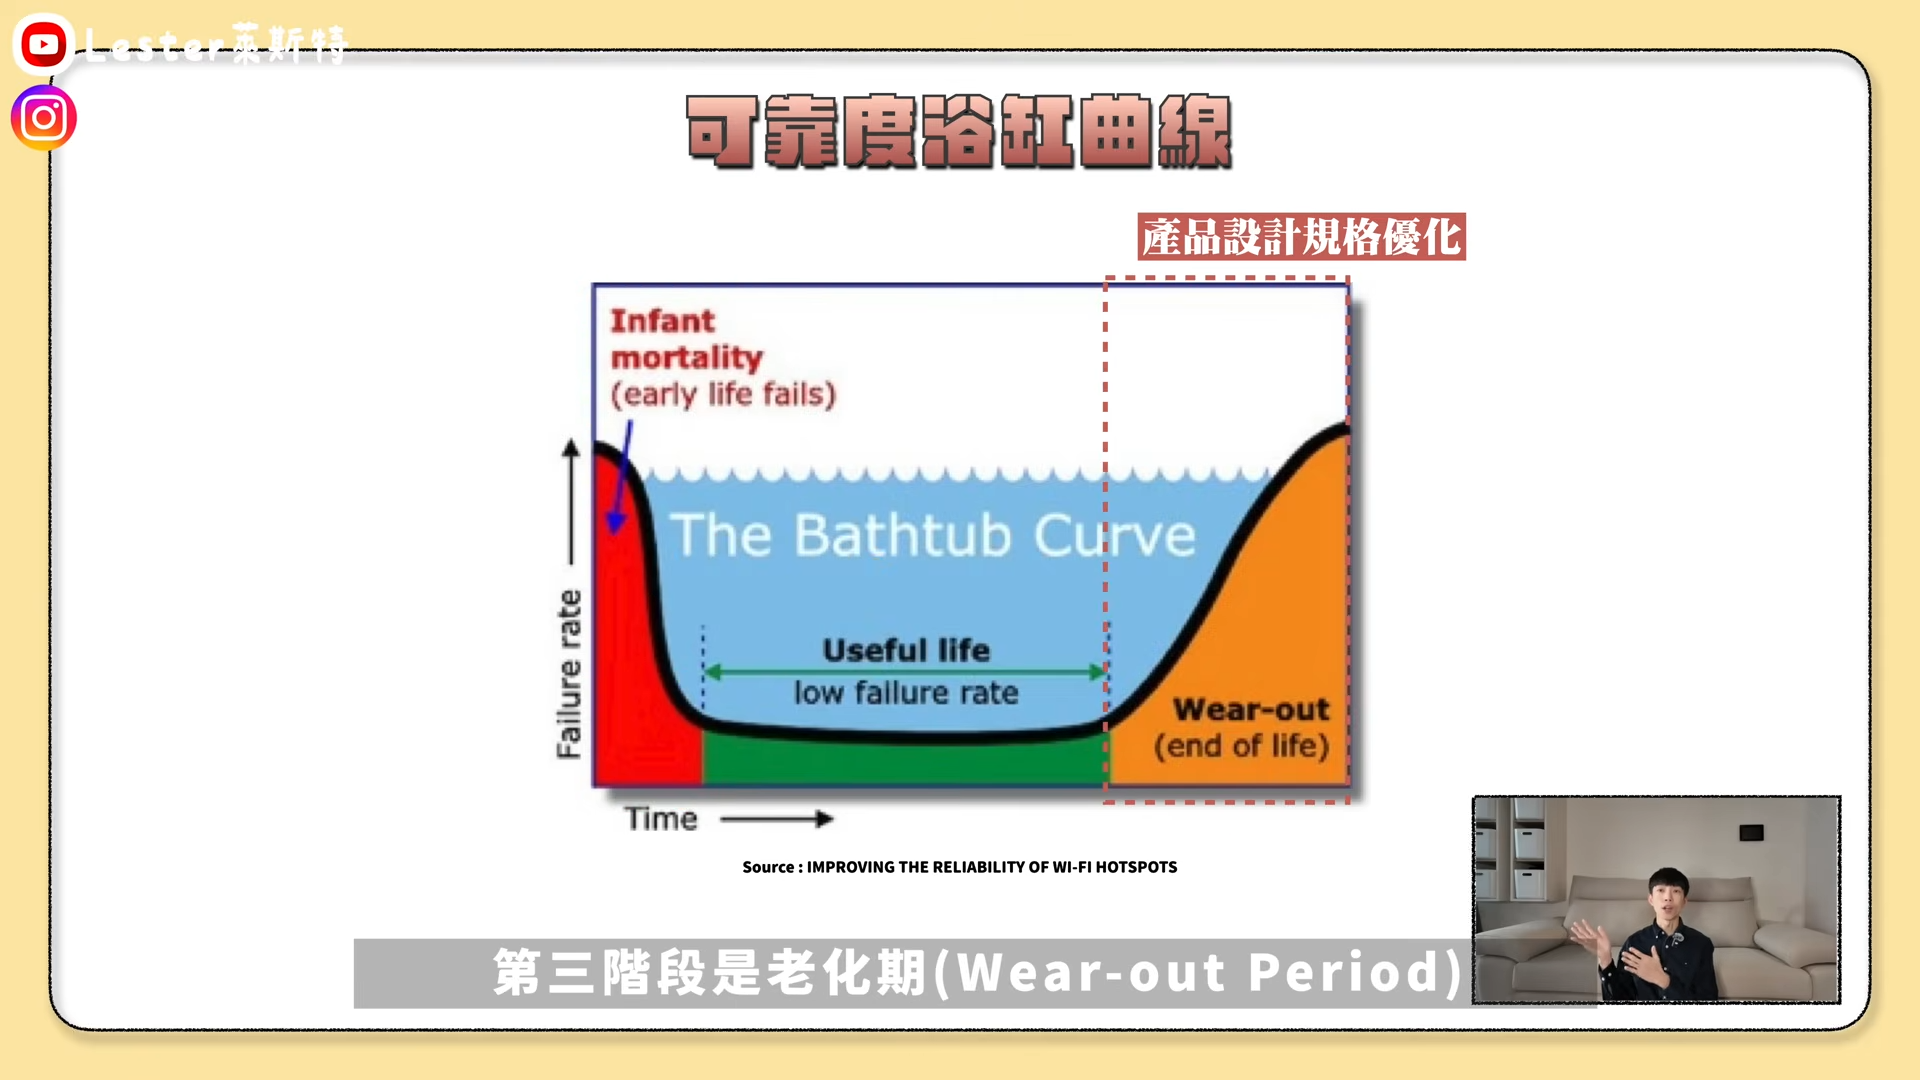 Lester萊斯特
可靠度浴缸曲線
產品設計規格優化
Infant
mortality
(early life fails)
The Bathtub Curve
Useful life
low failure rate
Wear-out
(end of life)
Failure rate
Time
Source : IMPROVING THE RELIABILITY OF WI-FI HOTSPOTS
第三階段是老化期(Wear-out Period)